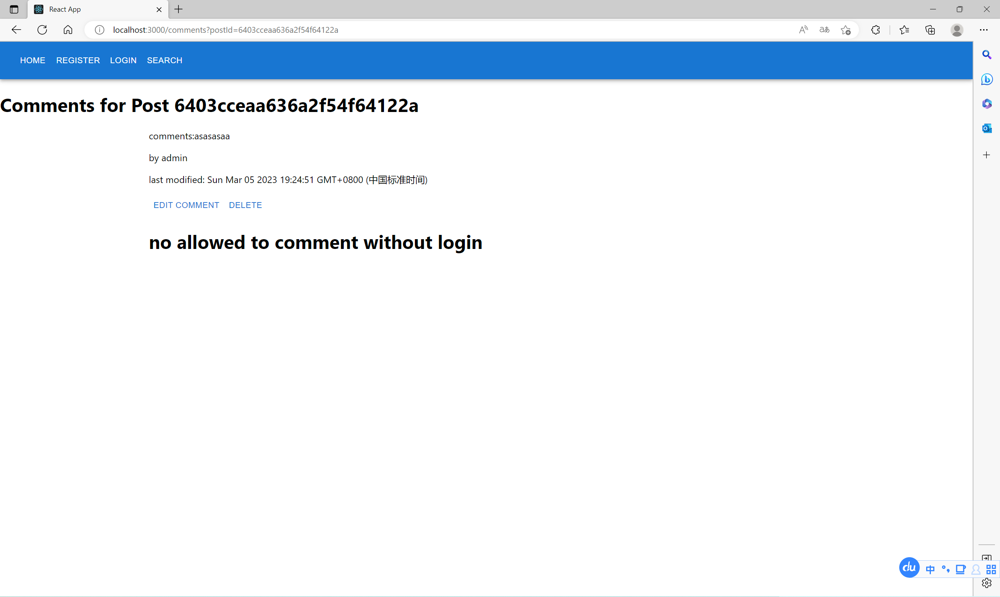 React App
localhost:3000/comments?postId=6403cceaa636a2f54f64122a
HOME REGISTER LOGIN SEARCH
Comments for Post 6403cceaa636a2f54f64122a
comments:asasasaa
by admin
last modified: Sun Mar 05 2023 19:24:51 GMT+0800 (中国标准时间)
EDIT COMMENT DELETE
no allowed to comment without login
du 中